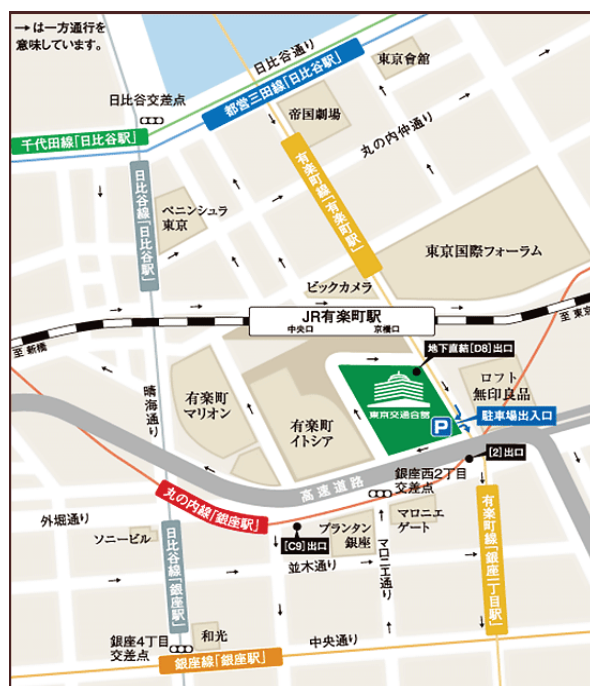 →は一方通行を
意味しています。
日比谷通り
都営三田線「日比谷駅」
東京會館
日比谷交差点
千代田線「日比谷駅」
帝国劇場
丸の内仲通り
日比谷線「日比谷駅」
有楽町線「有楽町駅」
ペニンシュラ
東京
東京国際フォーラム
ビックカメラ
JR有楽町駅
中央口
京橋口
至 新橋
至 東京
地下直結[D8]出口
晴海通り
有楽町
マリオン
有楽町
イトシア
東京交通会館
ロフト
無印良品
P
駐車場出入口
[2]出口
高速道路
銀座西2丁目
交差点
丸の内線「銀座駅」
外堀通り
ソニービル
[C9]出口
プランタン
銀座
マロニエ
ゲート
並木通り
マロニエ通り
日比谷線「銀座駅」
有楽町線「銀座一丁目駅」
銀座4丁目
交差点
和光
中央通り
銀座線「銀座駅」